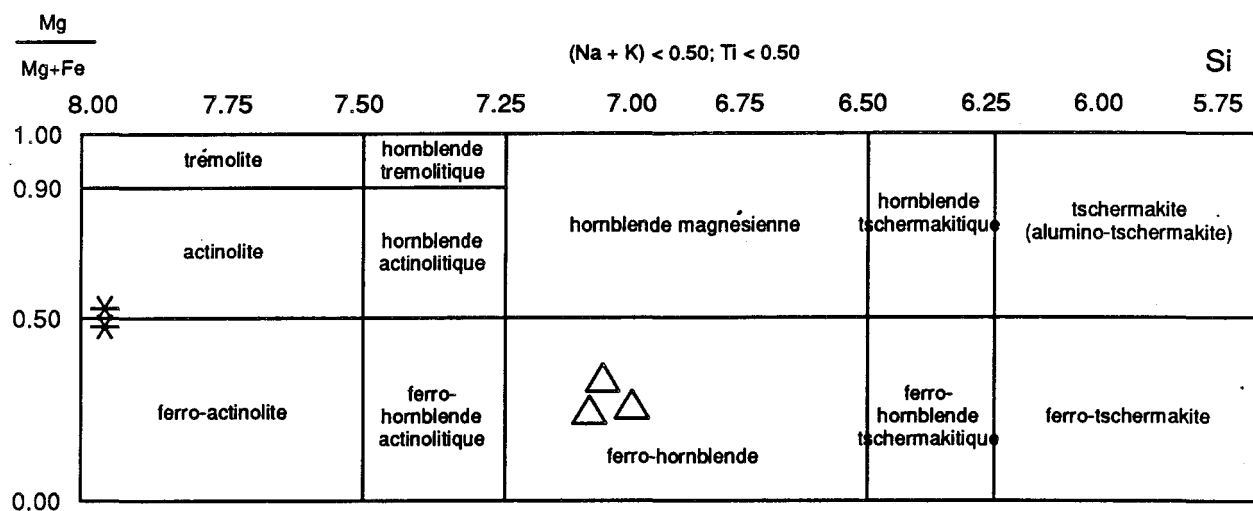 Mg
Mg+Fe
(Na + K) < 0.50; Ti < 0.50
Si
8.00 7.75 7.50 7.25 7.00 6.75 6.50 6.25 6.00 5.75
1.00
0.90
0.50
0.00
trémolite
hornblende
tremolitique
actinolite
hornblende
actinolitique
hornblende magnésienne
hornblende
tschermakitique
tschermakite
(alumino-tschermakite)
ferro-actinolite
ferro-
hornblende
actinolitique
ferro-hornblende
ferro-
hornblende
tschermakitique
ferro-tschermakite